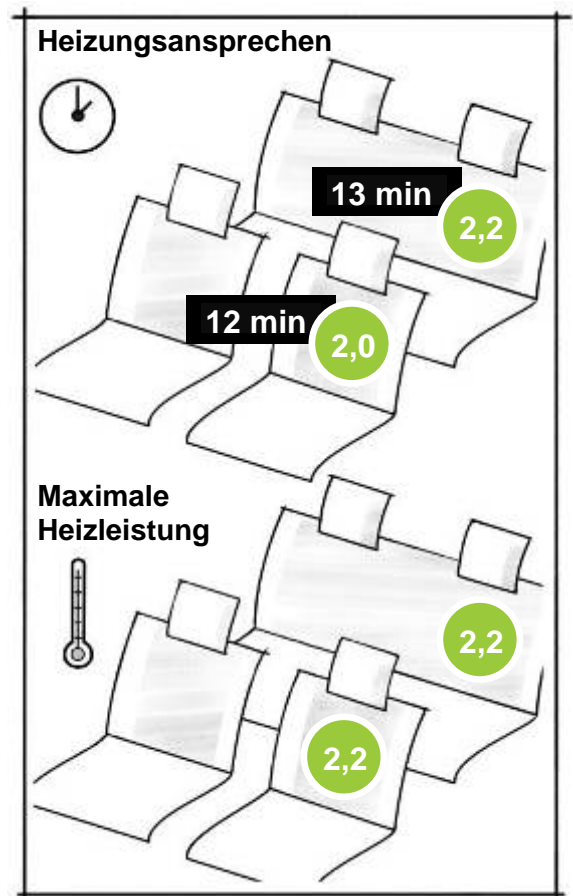 Heizungsansprechen
13 min
2,2
12 min
2,0
Maximale
Heizleistung
2,2
2,2